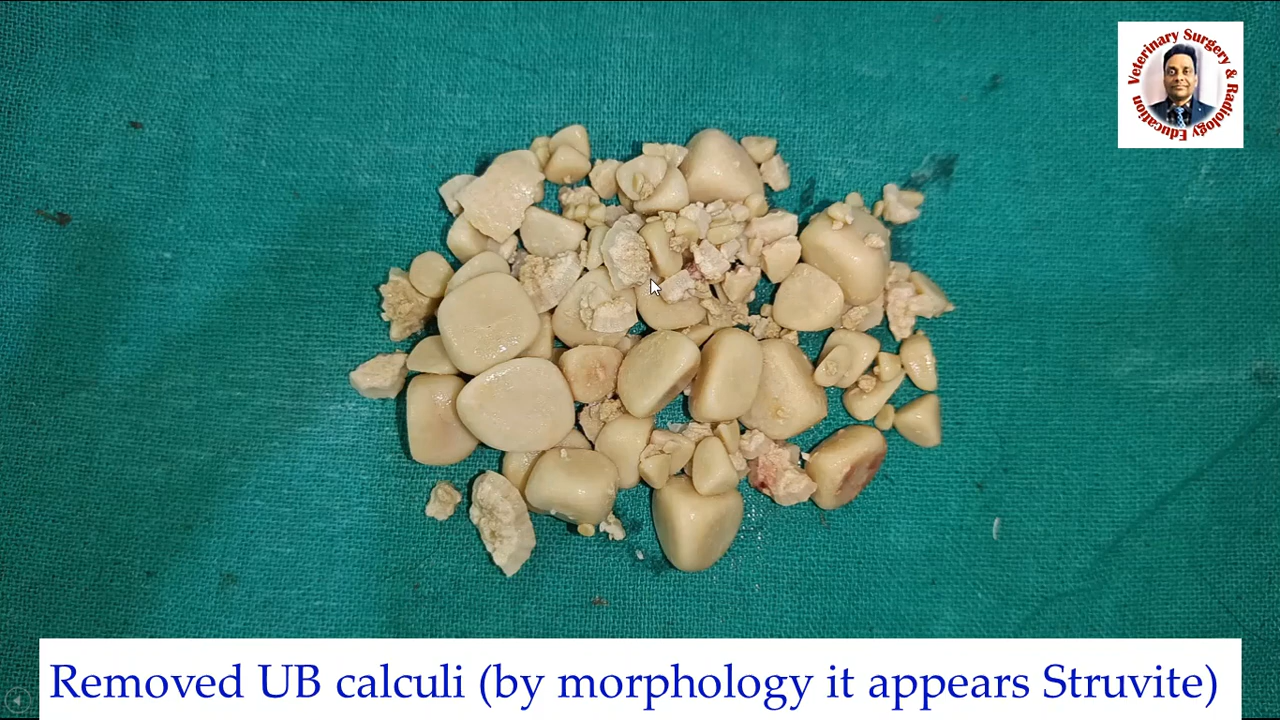 Veterinary Surgery & Radiology Education
Removed UB calculi (by morphology it appears Struvite)